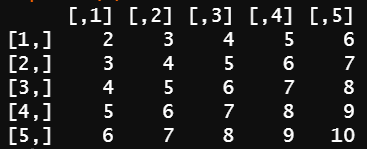 [,1] [,2] [,3] [,4] [,5]
[1,] 2 3 4 5 6
[2,] 3 4 5 6 7
[3,] 4 5 6 7 8
[4,] 5 6 7 8 9
[5,] 6 7 8 9 10